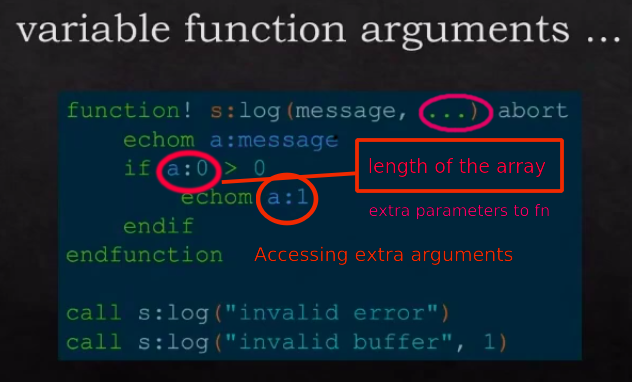 variable function arguments ...
function! s:log(message, ...) abort
echom a:message
if a:0 > 0
length of the array
echom a:1
extra parameters to fn
endif
endfunction
Accessing extra arguments
call s:log("invalid error")
call s:log("invalid buffer", 1)